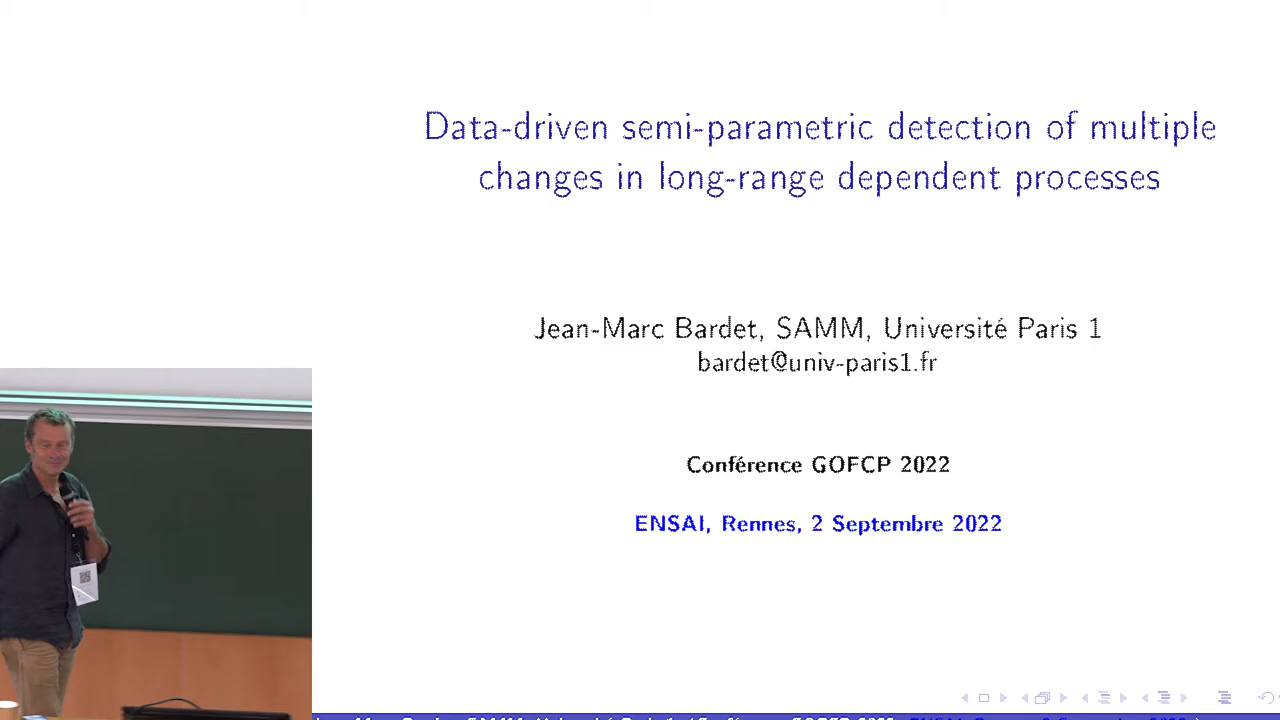 Data-driven semi-parametric detection of multiple
changes in long-range dependent processes
Jean-Marc Bardet, SAMM, Université Paris 1
bardet@univ-paris1.fr
Conférence GOFCP 2022
ENSAI, Rennes, 2 Septembre 2022